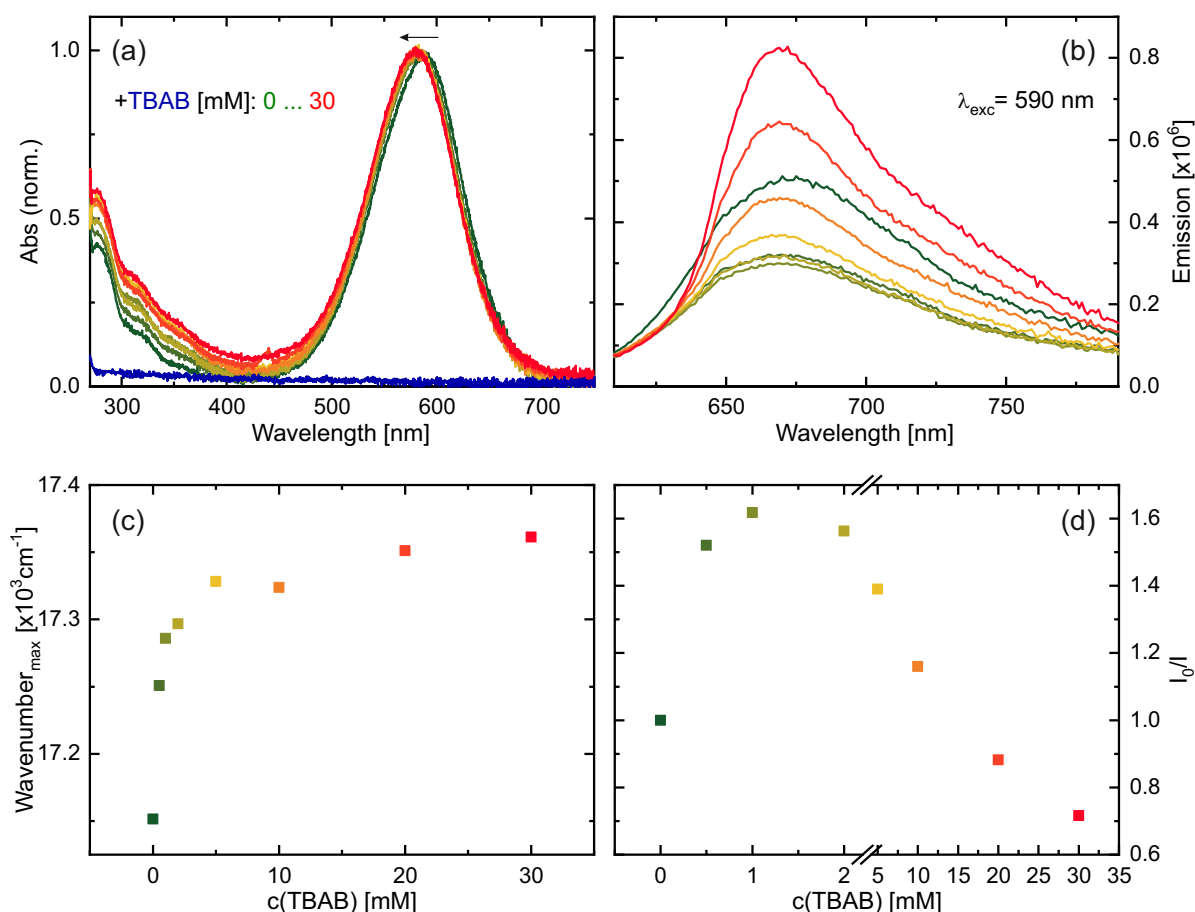 (a)
+TBAB [mM]: 0 ... 30
Abs (norm.)
1.0
0.5
0.0
300 400 500 600 700
Wavelength [nm]
(b)
λexc= 590 nm
Emission [x10⁶]
0.8
0.6
0.4
0.2
0.0
650 700 750
Wavelength [nm]
(c)
Wavenumbermax [x10³cm⁻¹]
17.4
17.3
17.2
0 10 20 30
c(TBAB) [mM]
(d)
I₀/I
1.6
1.4
1.2
1.0
0.8
0.6
0 1 2 5 10 15 20 25 30 35
c(TBAB) [mM]